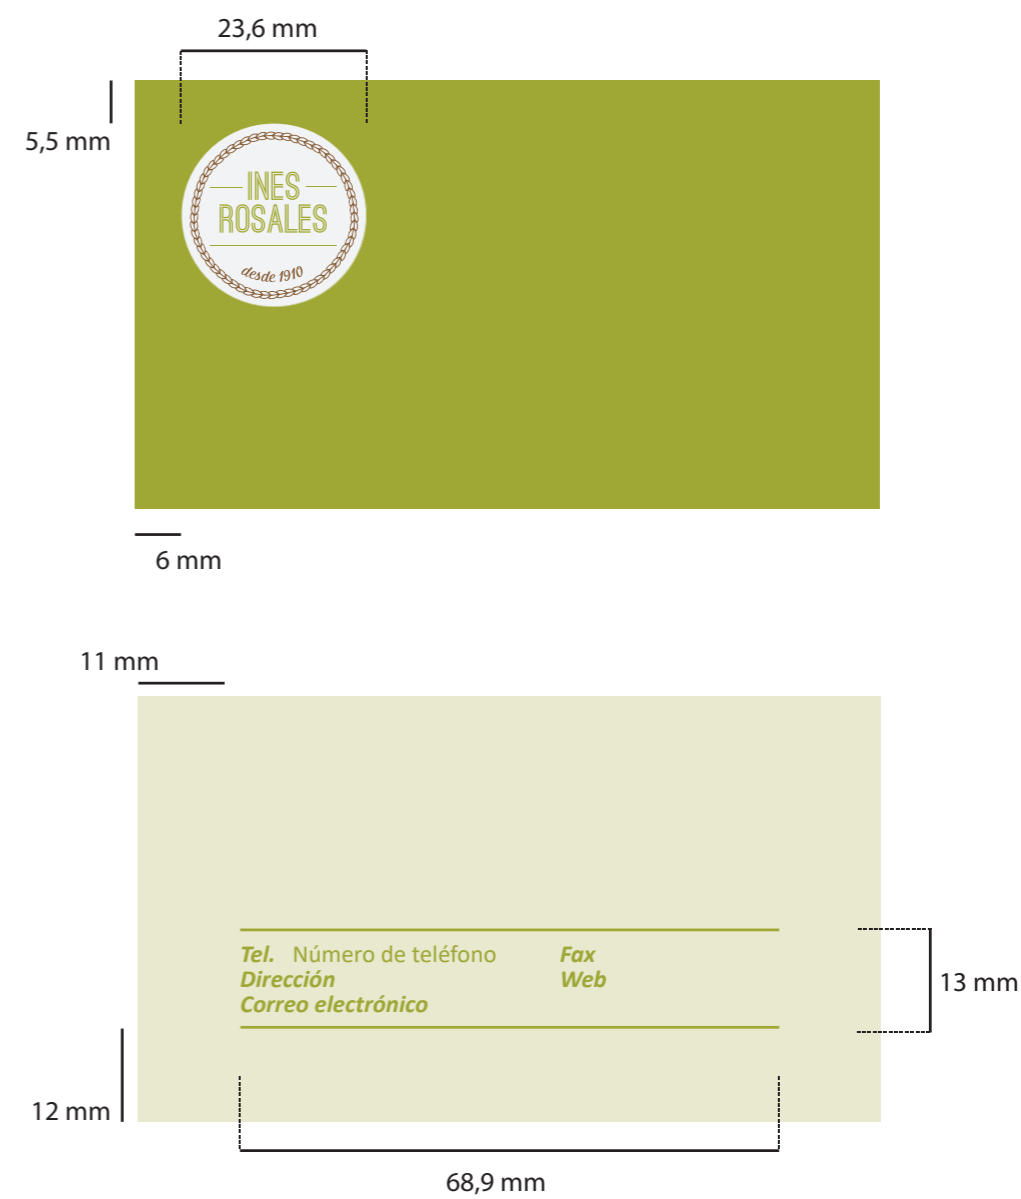 23,6 mm
5,5 mm
INES
ROSALES
desde 1910
6 mm
11 mm
Tel. Número de teléfono Fax
Dirección Web
Correo electrónico
13 mm
12 mm
68,9 mm